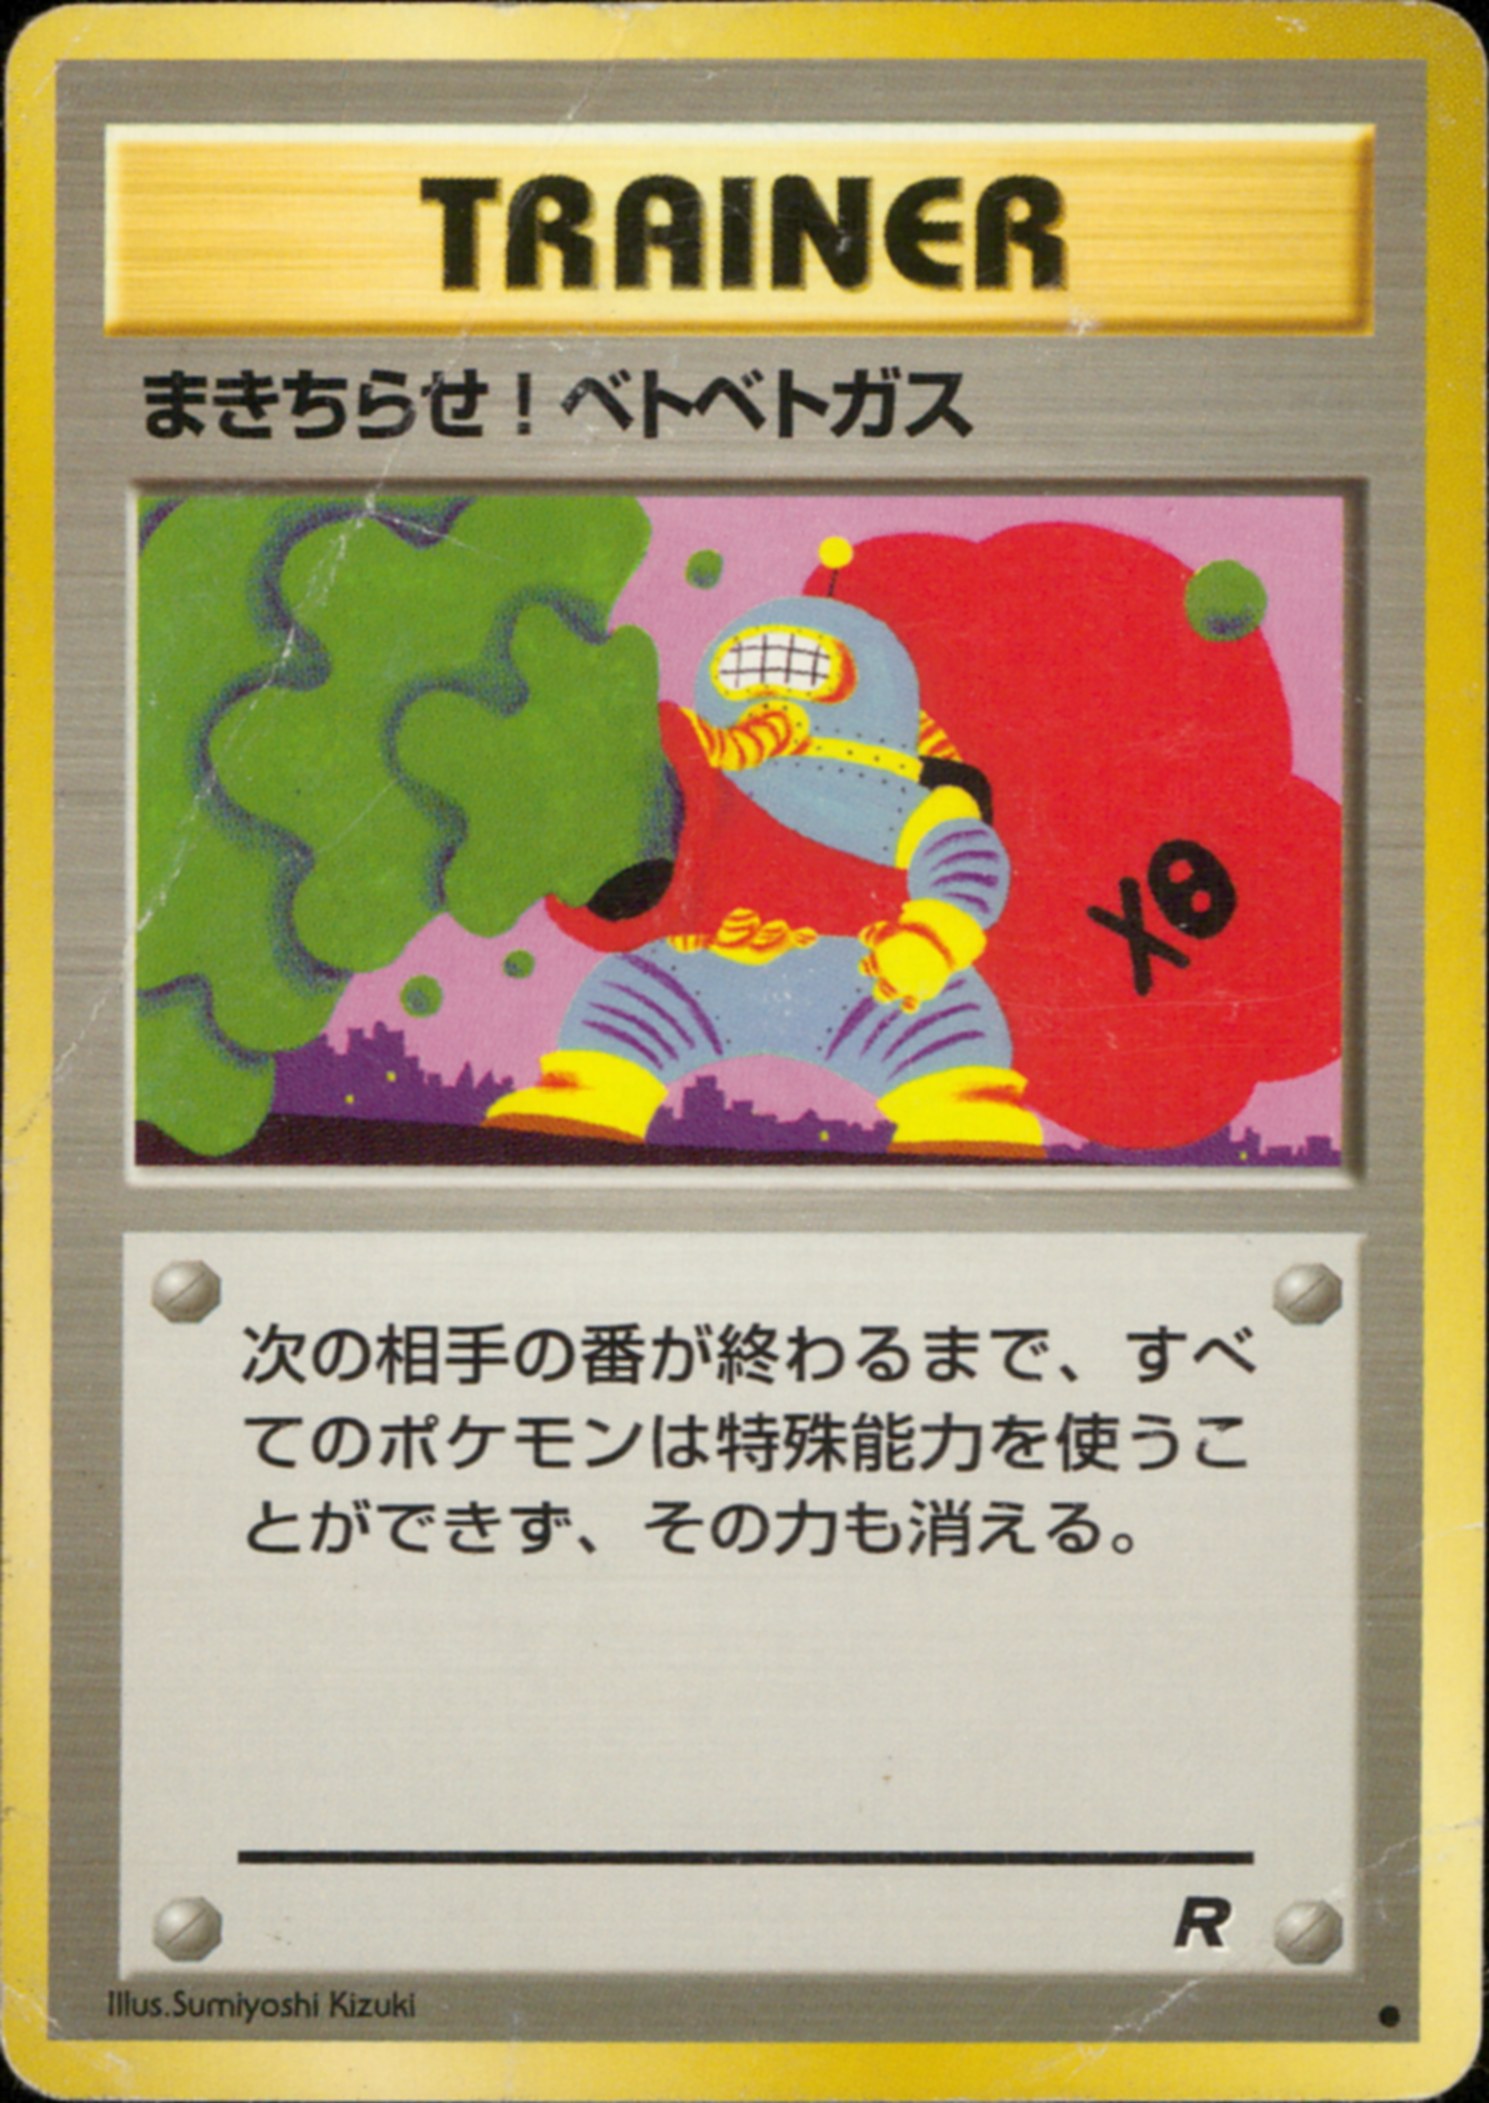 TRAINER
まきちらせ！ベトベトガス
次の相手の番が終わるまで、すべ
てのポケモンは特殊能力を使うこ
とができず、その力も消える。
R
Illus.Sumiyoshi Kizuki